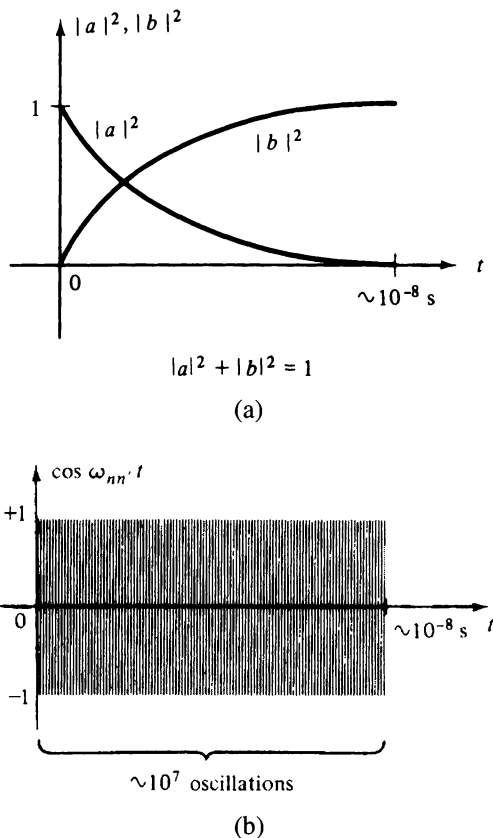 |a|², |b|²
1
|a|²
|b|²
0
t
~10⁻⁸ s
|a|² + |b|² = 1
(a)
cos ωₙₙ′ t
+1
0
~10⁻⁸ s
t
−1
~10⁷ oscillations
(b)